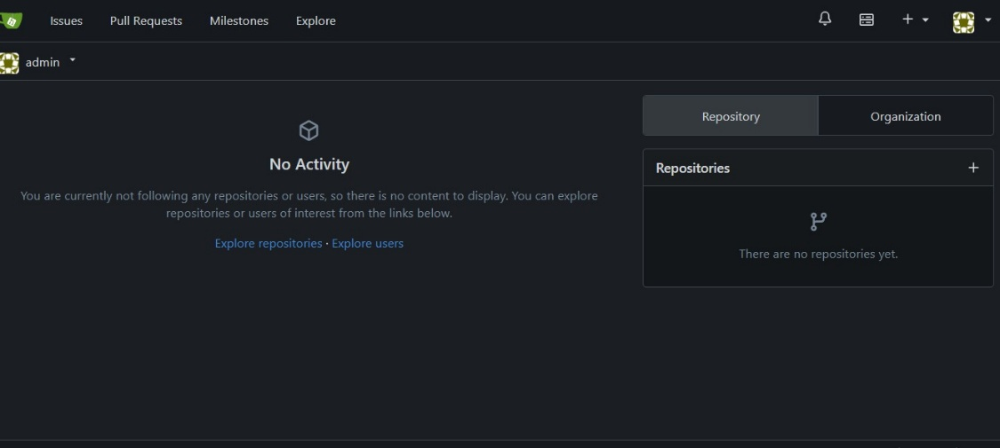 Issues Pull Requests Milestones Explore
admin
Repository Organization
No Activity
You are currently not following any repositories or users, so there is no content to display. You can explore
repositories or users of interest from the links below.
Explore repositories · Explore users
Repositories
There are no repositories yet.